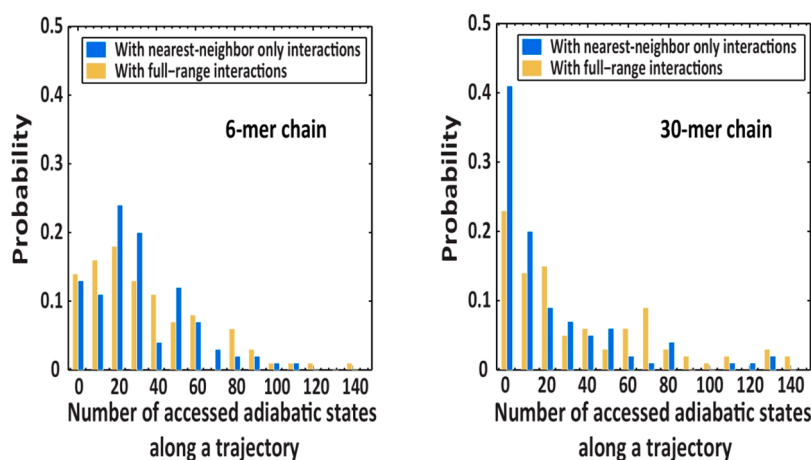 0.5
With nearest-neighbor only interactions
With full-range interactions
0.4
6-mer chain
0.3
0.2
0.1
0
Probability
0 20 40 60 80 100 120 140
Number of accessed adiabatic states
along a trajectory
0.5
With nearest-neighbor only interactions
With full-range interactions
0.4
30-mer chain
0.3
0.2
0.1
0
Probability
0 20 40 60 80 100 120 140
Number of accessed adiabatic states
along a trajectory